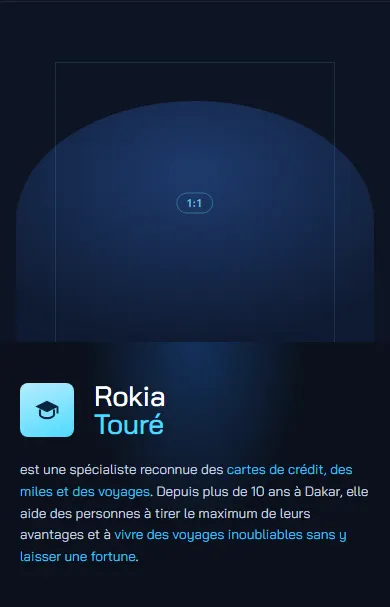 1:1
Rokia
Touré
est une spécialiste reconnue des cartes de crédit, des
miles et des voyages. Depuis plus de 10 ans à Dakar, elle
aide des personnes à tirer le maximum de leurs
avantages et à vivre des voyages inoubliables sans y
laisser une fortune.